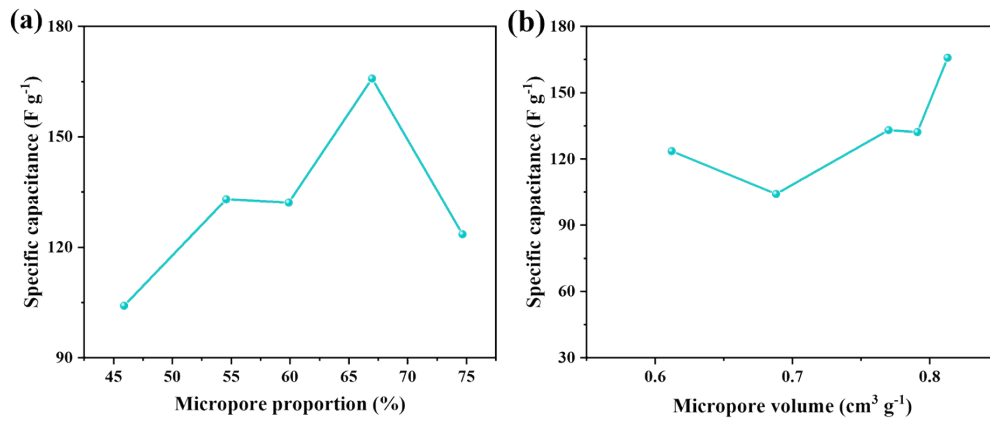 (a)
180
150
120
90
Specific capacitance (F g⁻¹)
45 50 55 60 65 70 75
Micropore proportion (%)
(b)
180
150
120
90
60
30
Specific capacitance (F g⁻¹)
0.6 0.7 0.8
Micropore volume (cm³ g⁻¹)